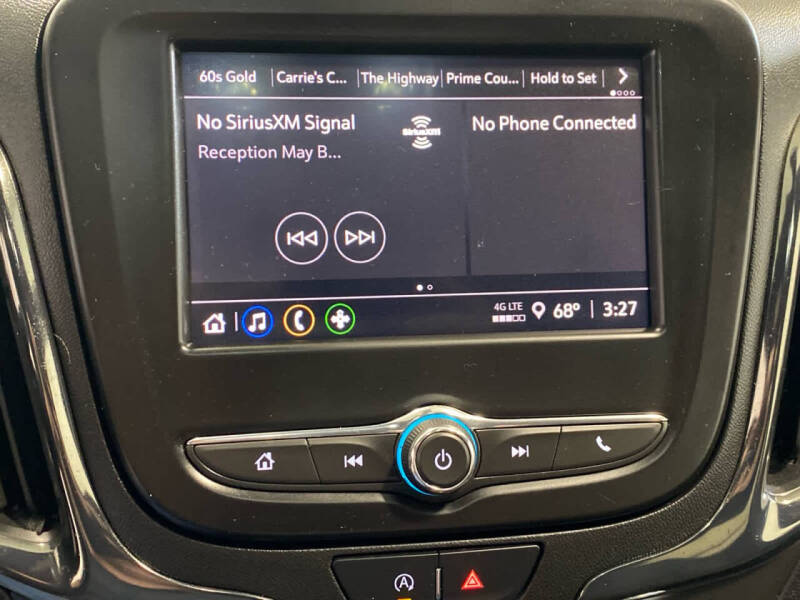 60s Gold Carrie's C... The Highway Prime Cou... Hold to Set
No SiriusXM Signal
SiriusXM
No Phone Connected
Reception May B...
4G LTE
68° 3:27
A